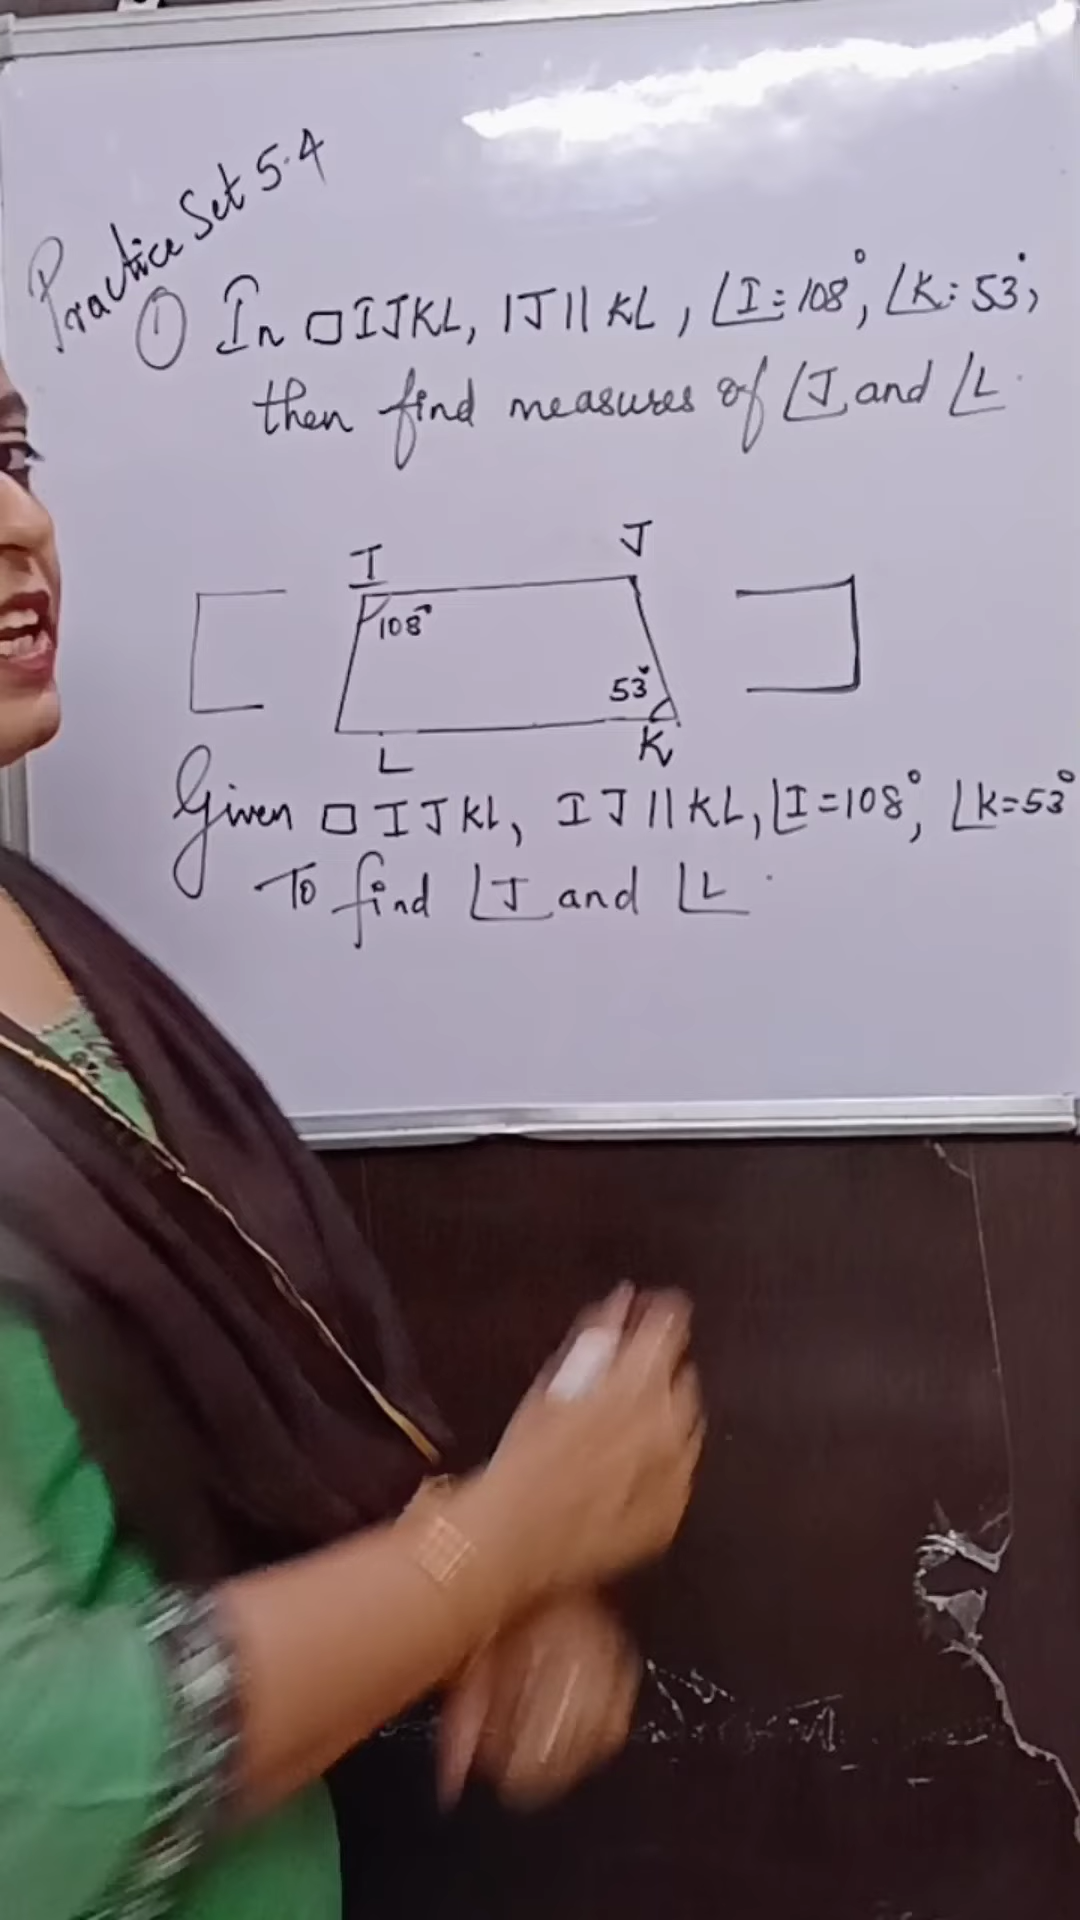 Practice Set 5.4
① In □IJKL, IJ || KL, ∠I = 108°, ∠K: 53°,
then find measures of ∠J and ∠L.
I J
108°
53°
L K
Given □ IJKL, IJ || KL, ∠I = 108°, ∠K = 53°
To find ∠J and ∠L.